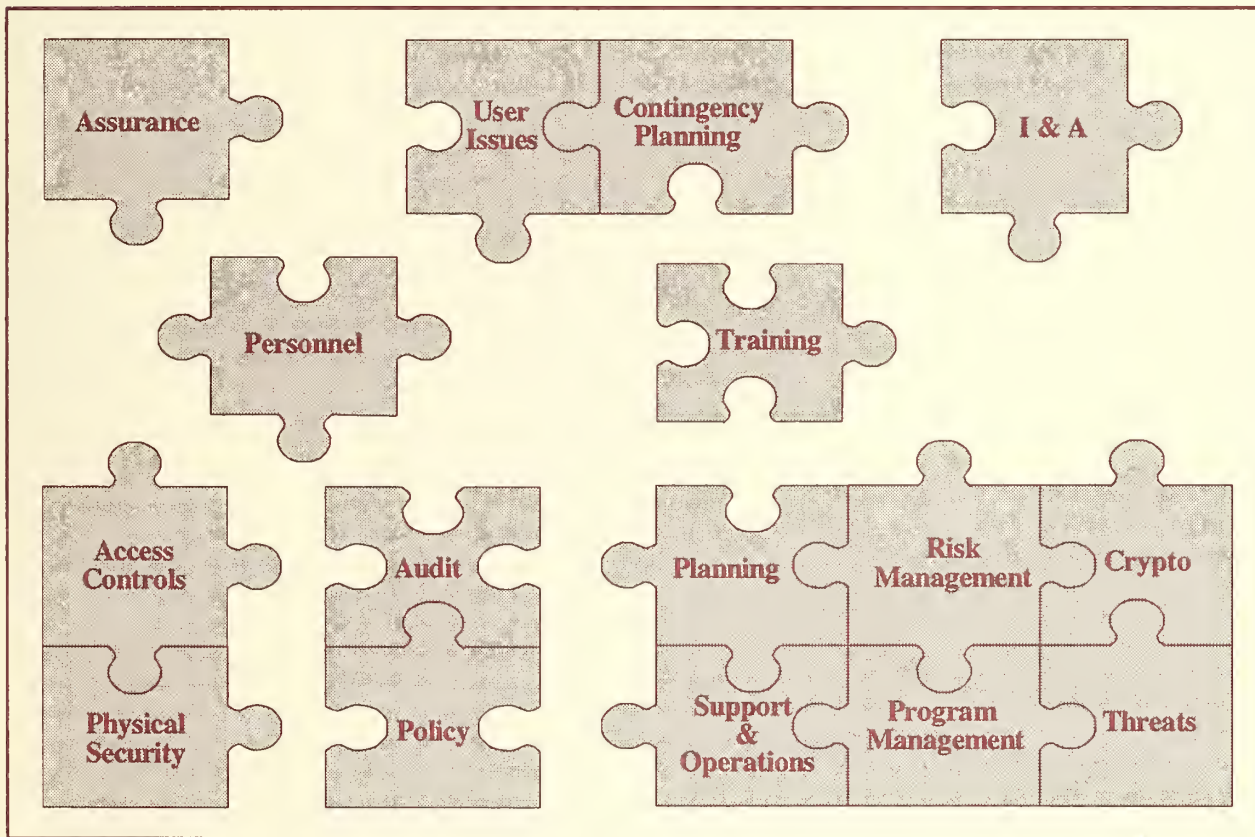 Assurance
User
Issues
Contingency
Planning
I & A
Personnel
Training
Access
Controls
Audit
Planning
Risk
Management
Crypto
Physical
Security
Policy
Support
&
Operations
Program
Management
Threats